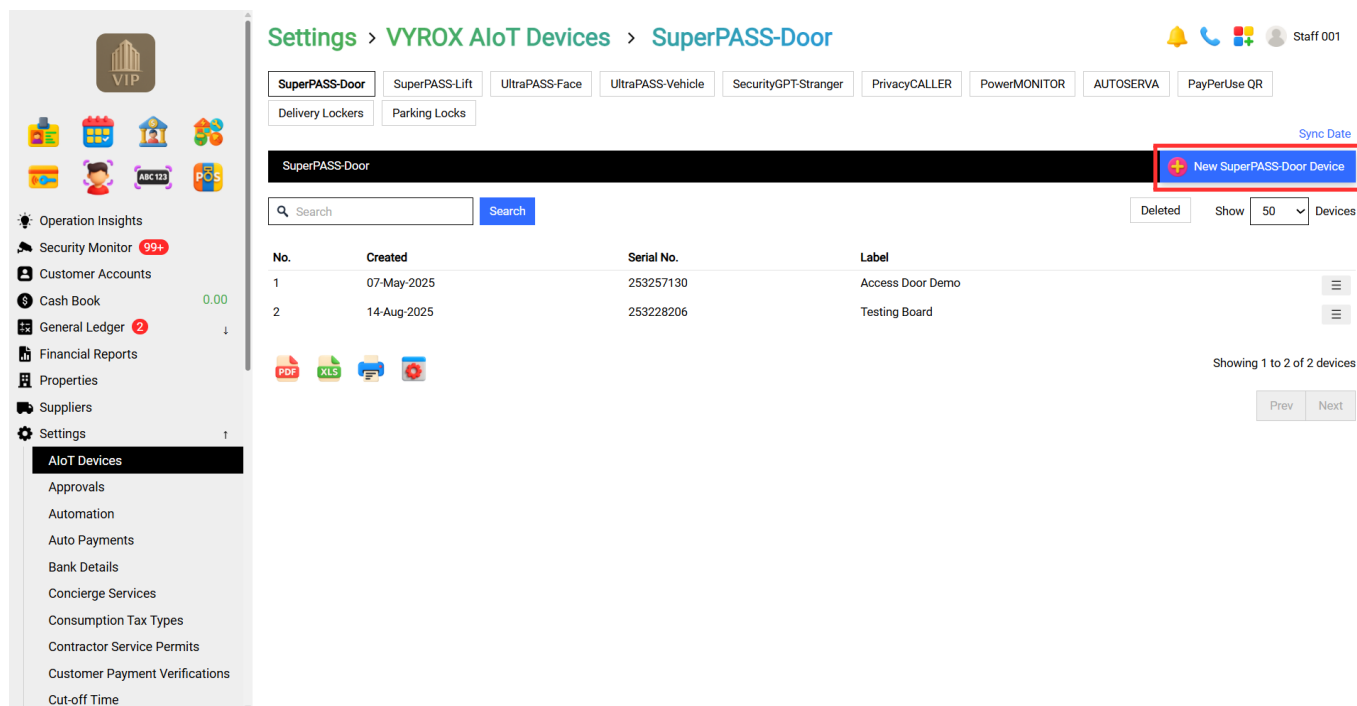 VIP
ABC 123
POS
Operation Insights
Security Monitor 99+
Customer Accounts
Cash Book 0.00
General Ledger 2 ↓
Financial Reports
Properties
Suppliers
Settings ↑
AIoT Devices
Approvals
Automation
Auto Payments
Bank Details
Concierge Services
Consumption Tax Types
Contractor Service Permits
Customer Payment Verifications
Cut-off Time
Settings > VYROX AIoT Devices > SuperPASS-Door
Staff 001
SuperPASS-Door SuperPASS-Lift UltraPASS-Face UltraPASS-Vehicle SecurityGPT-Stranger PrivacyCALLER PowerMONITOR AUTOSERVA PayPerUse QR
Delivery Lockers Parking Locks
Sync Date
SuperPASS-Door New SuperPASS-Door Device
Search Search Deleted Show 50 Devices
No. Created Serial No. Label
1 07-May-2025 253257130 Access Door Demo
2 14-Aug-2025 253228206 Testing Board
PDF XLS
Showing 1 to 2 of 2 devices
Prev Next